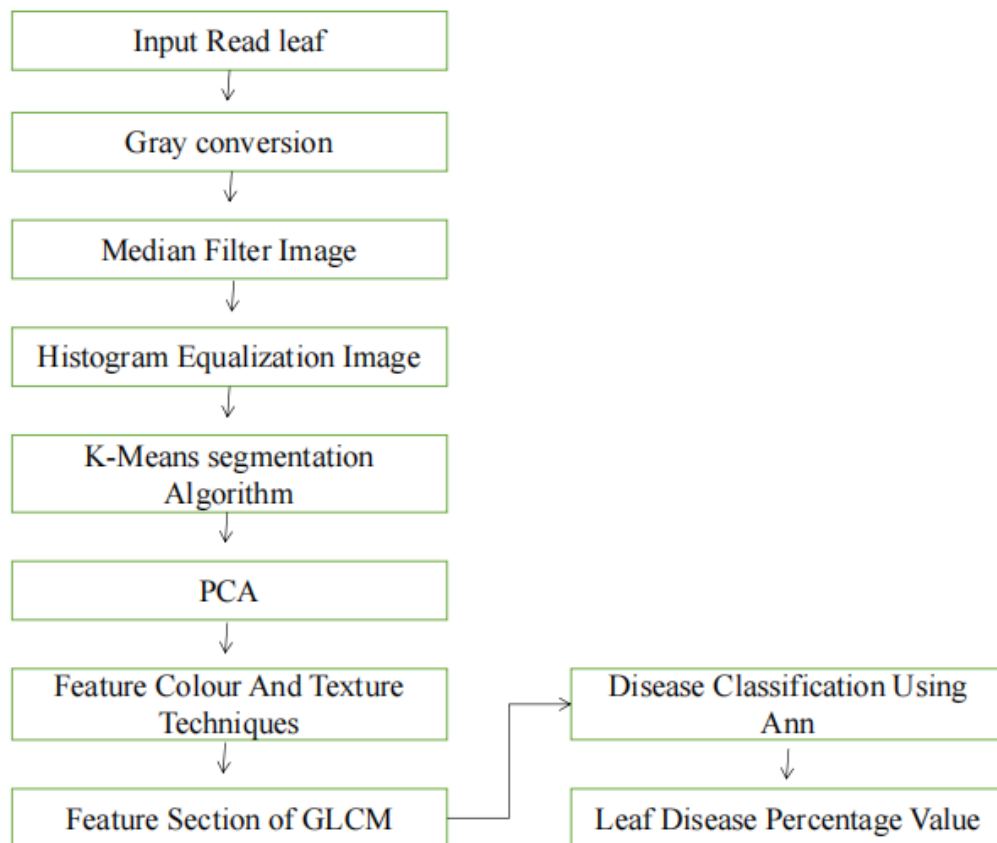 Input Read leaf
Gray conversion
Median Filter Image
Histogram Equalization Image
K-Means segmentation
Algorithm
PCA
Feature Colour And Texture
Techniques
Feature Section of GLCM
Disease Classification Using
Ann
Leaf Disease Percentage Value